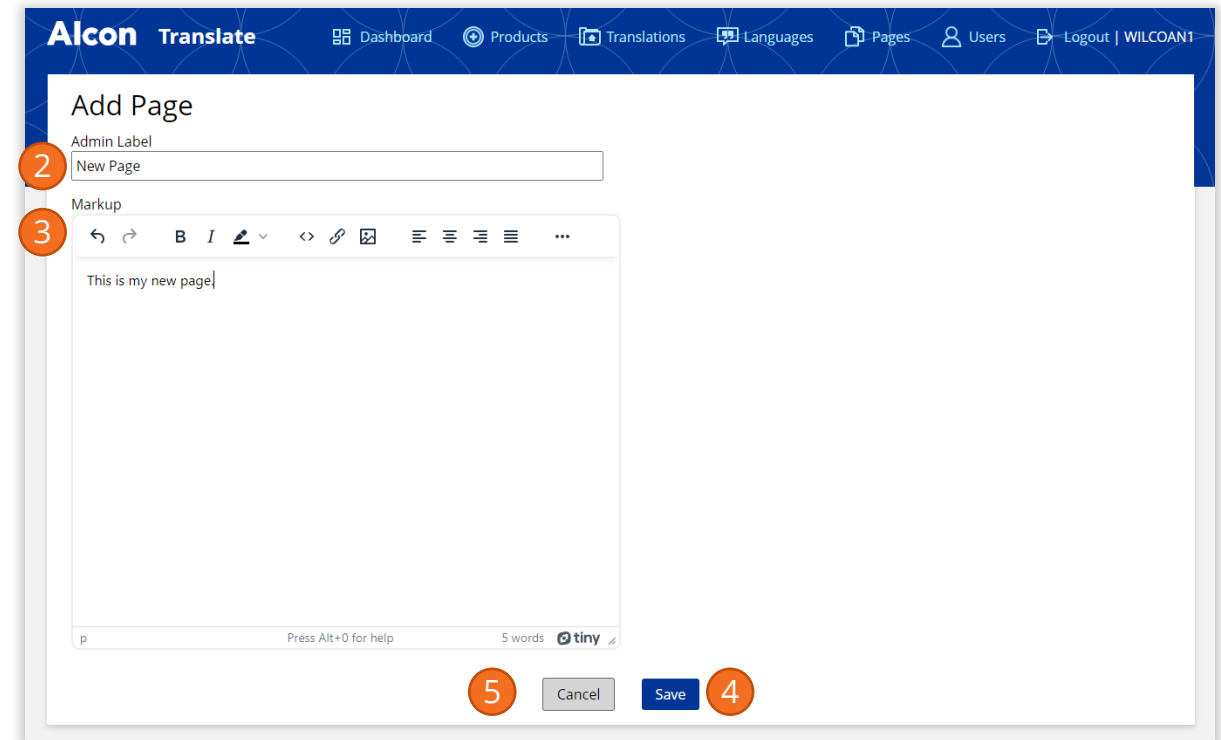 Alcon Translate Dashboard Products Translations Languages Pages Users Logout | WILCOAN1
Add Page
Admin Label
2 New Page
Markup
3 B I
This is my new page.
p Press Alt+0 for help 5 words tiny
5 Cancel Save 4